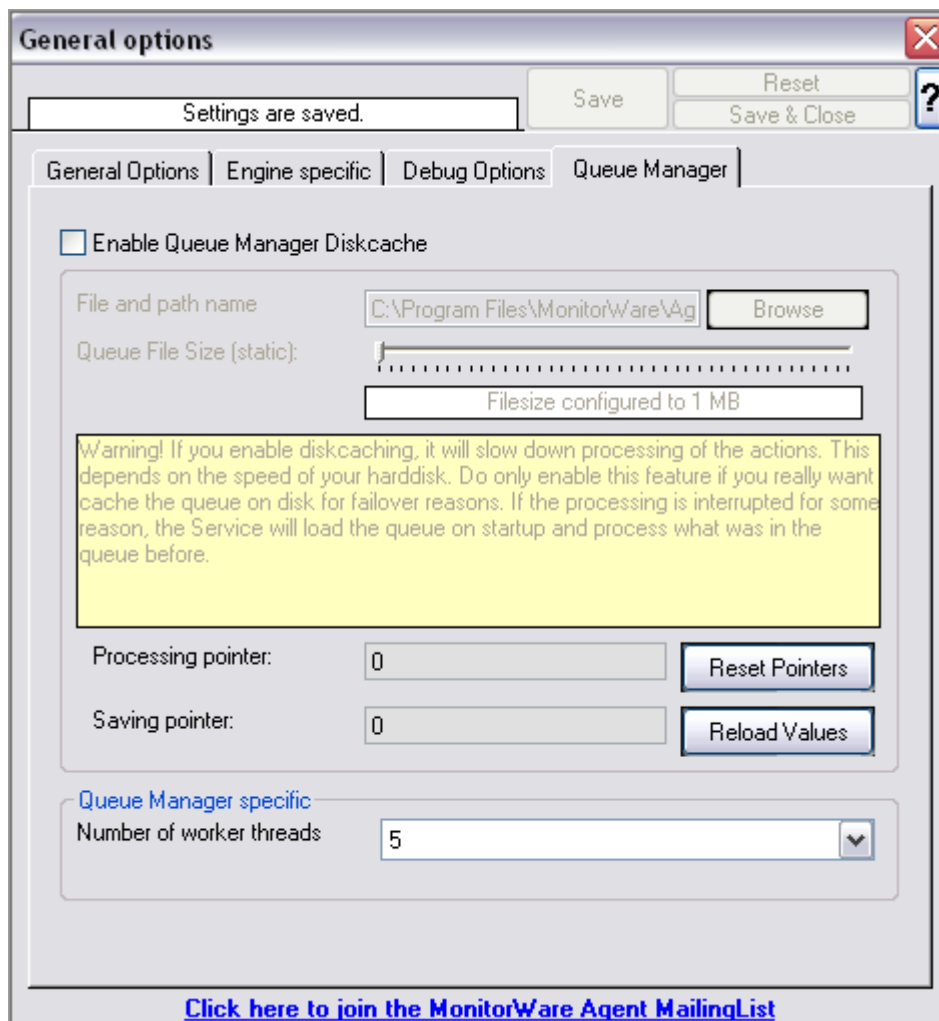 General options
Settings are saved.
Save
Reset
Save & Close
?
General Options
Engine specific
Debug Options
Queue Manager
Enable Queue Manager Diskcache
File and path name
C:\Program Files\MonitorWare\Ag
Browse
Queue File Size (static):
Filesize configured to 1 MB
Warning! If you enable diskcaching, it will slow down processing of the actions. This
depends on the speed of your harddisk. Do only enable this feature if you really want
cache the queue on disk for failover reasons. If the processing is interrupted for some
reason, the Service will load the queue on startup and process what was in the
queue before.
Processing pointer:
0
Reset Pointers
Saving pointer:
0
Reload Values
Queue Manager specific
Number of worker threads
5
Click here to join the MonitorWare Agent MailingList